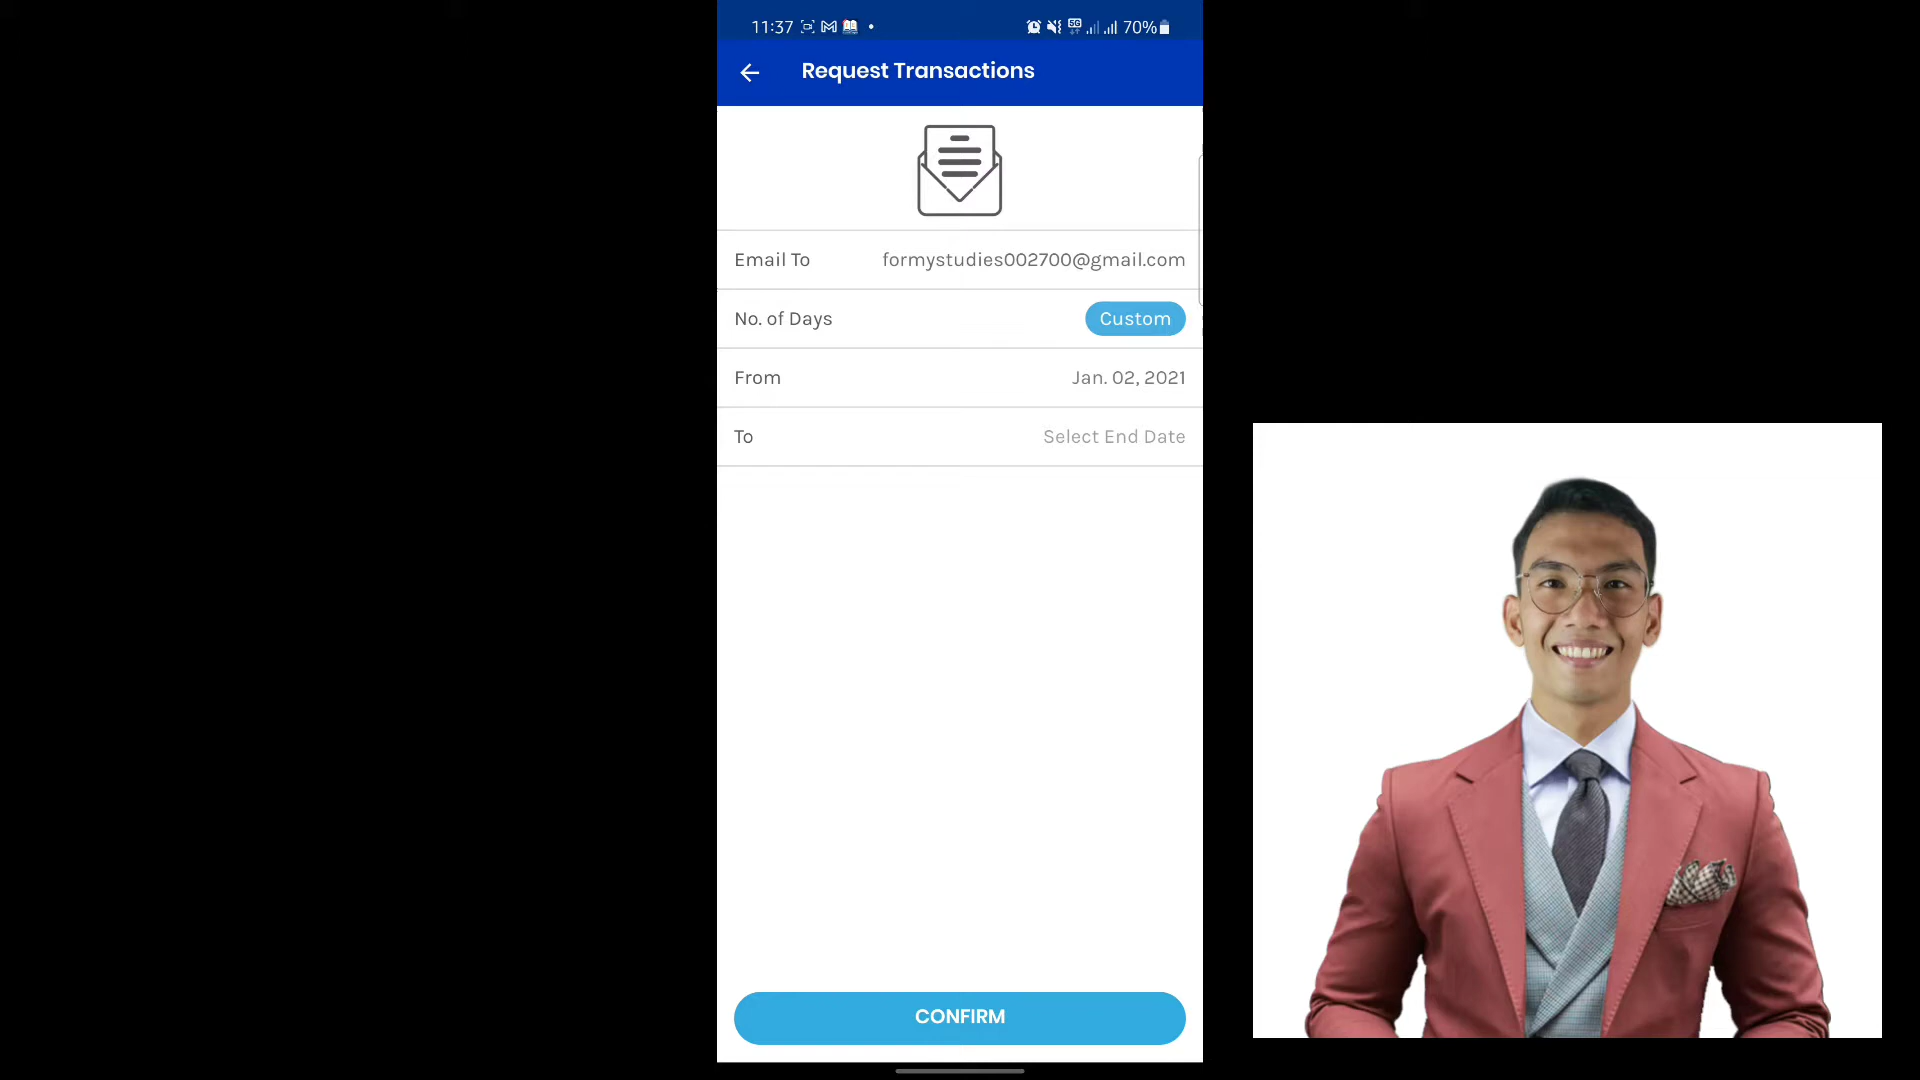 11:37
5G
70%
Request Transactions
Email To formystudies002700@gmail.com
No. of Days Custom
From Jan. 02, 2021
To Select End Date
CONFIRM